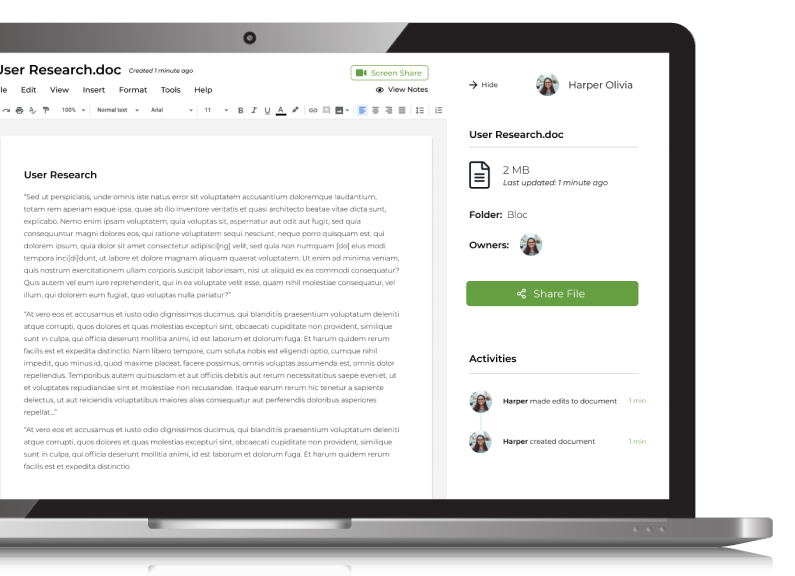 User Research.doc Created 1 minute ago
Screen Share
Hide
Harper Olivia
Edit View Insert Format Tools Help
View Notes
100% Normal text Arial 11 B I U A
User Research.doc
2 MB
Last updated: 1 minute ago
Folder: Bloc
Owners:
Share File
Activities
Harper made edits to document 1 min
Harper created document 1 min
User Research
"Sed ut perspiciatis, unde omnis iste natus error sit voluptatem accusantium doloremque laudantium,
totam rem aperiam eaque ipsa, quae ab illo inventore veritatis et quasi architecto beatae vitae dicta sunt,
explicabo. Nemo enim ipsam voluptatem, quia voluptas sit, aspernatur aut odit aut fugit, sed quia
consequuntur magni dolores eos, qui ratione voluptatem sequi nesciunt, neque porro quisquam est, qui
dolorem ipsum, quia dolor sit amet consectetur adipisci[ng] velit, sed quia non numquam [do] eius modi
tempora inci[di]dunt, ut labore et dolore magnam aliquam quaerat voluptatem. Ut enim ad minima veniam,
quis nostrum exercitationem ullam corporis suscipit laboriosam, nisi ut aliquid ex ea commodi consequatur?
Quis autem vel eum iure reprehenderit, qui in ea voluptate velit esse, quam nihil molestiae consequatur, vel
illum, qui dolorem eum fugiat, quo voluptas nulla pariatur?"
"At vero eos et accusamus et iusto odio dignissimos ducimus, qui blanditiis praesentium voluptatum deleniti
atque corrupti, quos dolores et quas molestias excepturi sint, obcaecati cupiditate non provident, similique
sunt in culpa, qui officia deserunt mollitia animi, id est laborum et dolorum fuga. Et harum quidem rerum
facilis est et expedita distinctio. Nam libero tempore, cum soluta nobis est eligendi optio, cumque nihil
impedit, quo minus id, quod maxime placeat, facere possimus, omnis voluptas assumenda est, omnis dolor
repellendus. Temporibus autem quibusdam et aut officiis debitis aut rerum necessitatibus saepe eveniet, ut
et voluptates repudiandae sint et molestiae non recusandae. Itaque earum rerum hic tenetur a sapiente
delectus, ut aut reiciendis voluptatibus maiores alias consequatur aut perferendis doloribus asperiores
repellat..."
"At vero eos et accusamus et iusto odio dignissimos ducimus, qui blanditiis praesentium voluptatum deleniti
atque corrupti, quos dolores et quas molestias excepturi sint, obcaecati cupiditate non provident, similique
sunt in culpa, qui officia deserunt mollitia animi, id est laborum et dolorum fuga. Et harum quidem rerum
facilis est et expedita distinctio.